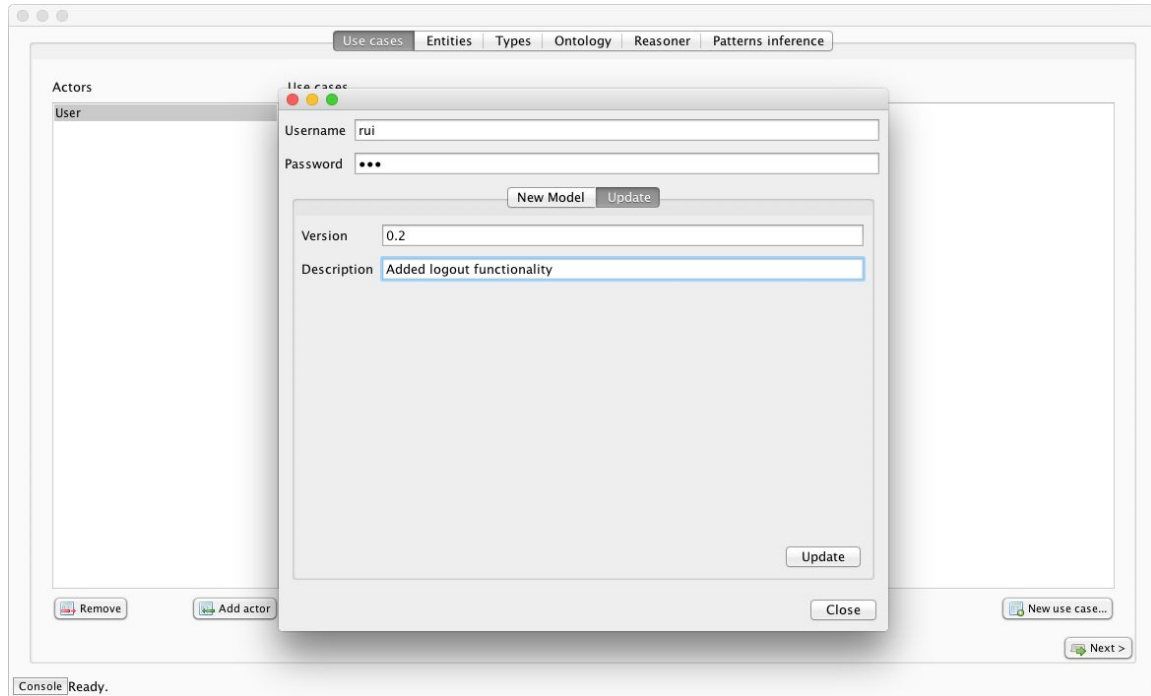 Use cases Entities Types Ontology Reasoner Patterns inference
Actors
Use cases
User
Username rui
Password •••
New Model Update
Version 0.2
Description Added logout functionality
Update
Close
Remove Add actor
New use case...
Next >
Console Ready.